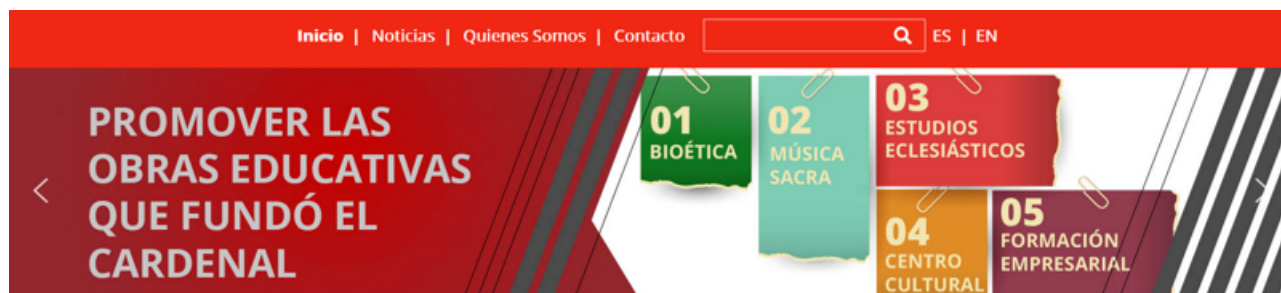 Inicio | Noticias | Quienes Somos | Contacto ES | EN
PROMOVER LAS
OBRAS EDUCATIVAS
QUE FUNDÓ EL
CARDENAL
01
BIOÉTICA
02
MÚSICA
SACRA
03
ESTUDIOS
ECLESIÁSTICOS
04
CENTRO
CULTURAL
05
FORMACIÓN
EMPRESARIAL